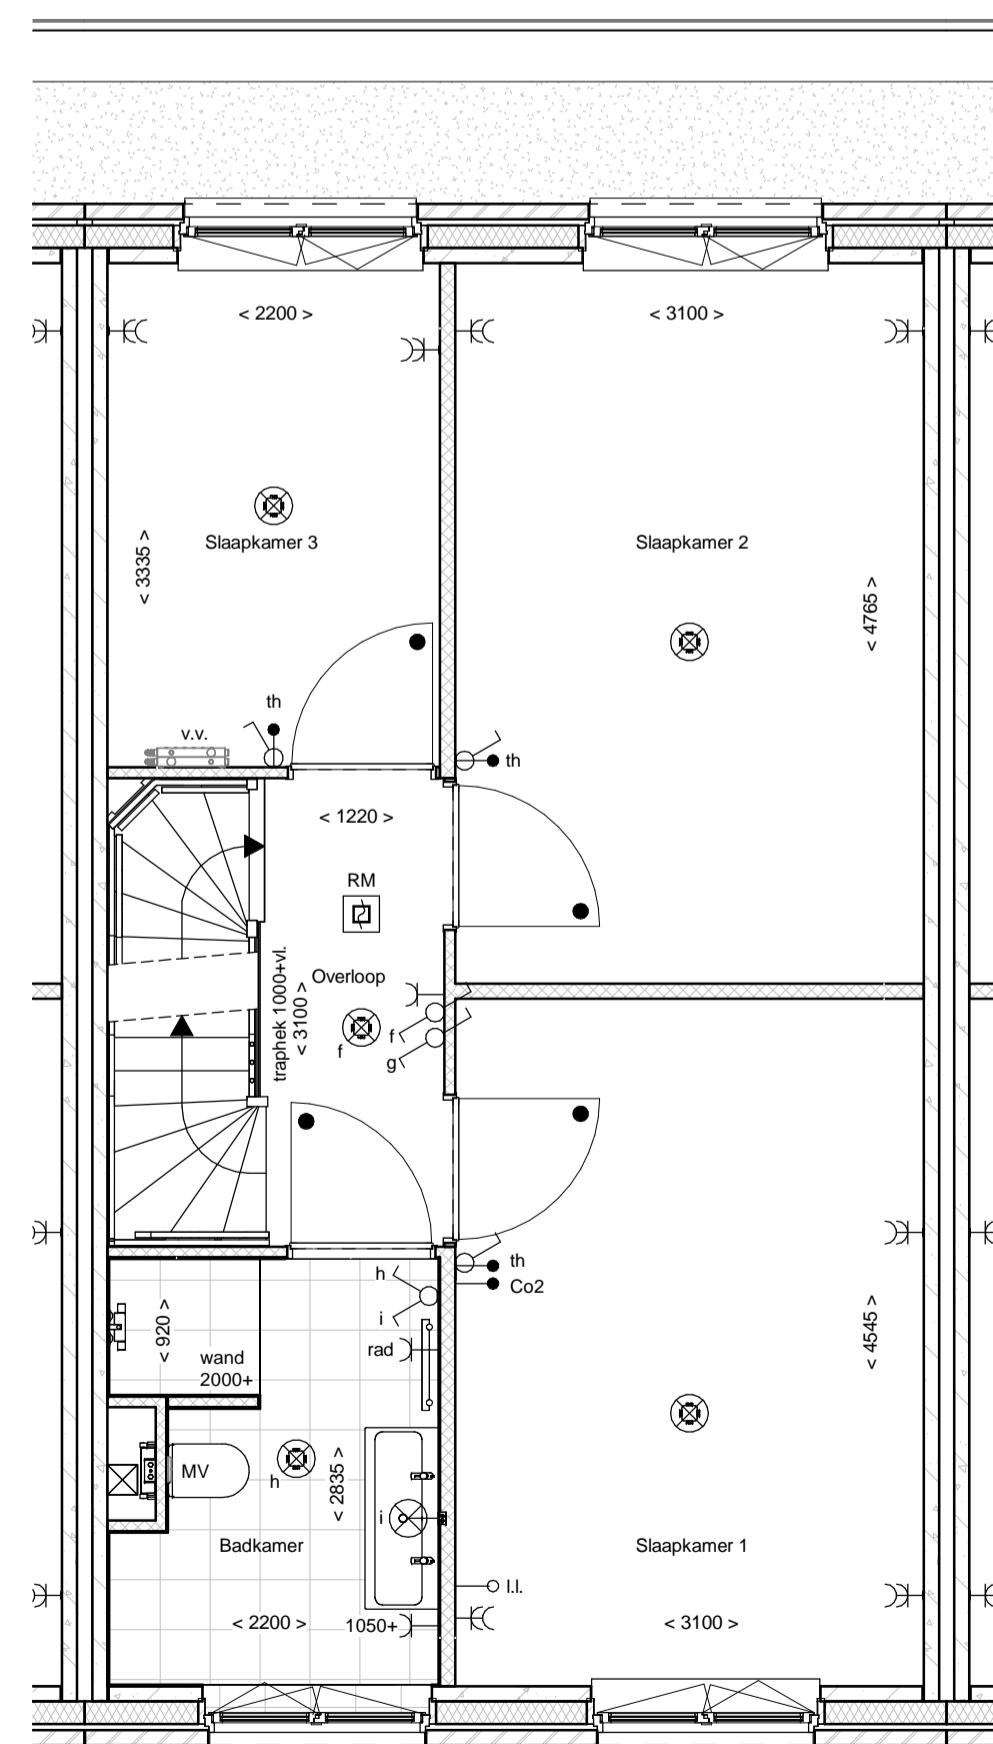 < 2200 >
< 3100 >
Slaapkamer 3
Slaapkamer 2
< 3335 >
< 4765 >
th
v.v.
th
< 1220 >
RM
Overloop
traphek 1000+vl.
< 3100 >
f
f
g
th
Co2
h
i
rad
< 920 >
wand
2000+
< 4545 >
MV
h
< 2835 >
i
Badkamer
Slaapkamer 1
l.l.
< 2200 >
1050+
< 3100 >